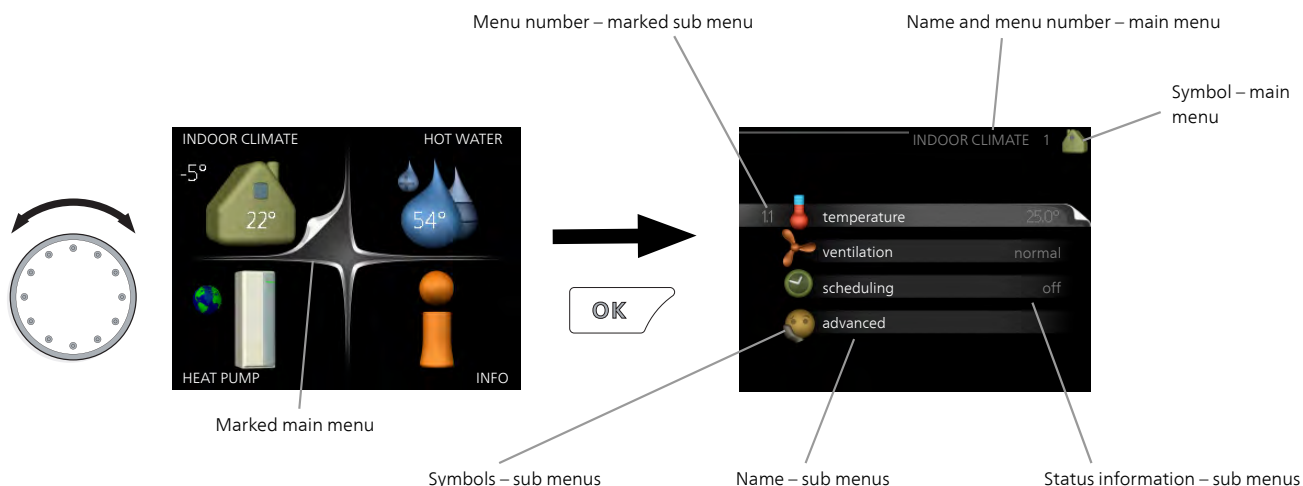 Menu number – marked sub menu
Name and menu number – main menu
Symbol – main
menu
INDOOR CLIMATE
HOT WATER
-5°
22°
54°
HEAT PUMP
INFO
Marked main menu
OK
INDOOR CLIMATE 1
1.1 temperature 25.0°
ventilation normal
scheduling off
advanced
Symbols – sub menus
Name – sub menus
Status information – sub menus